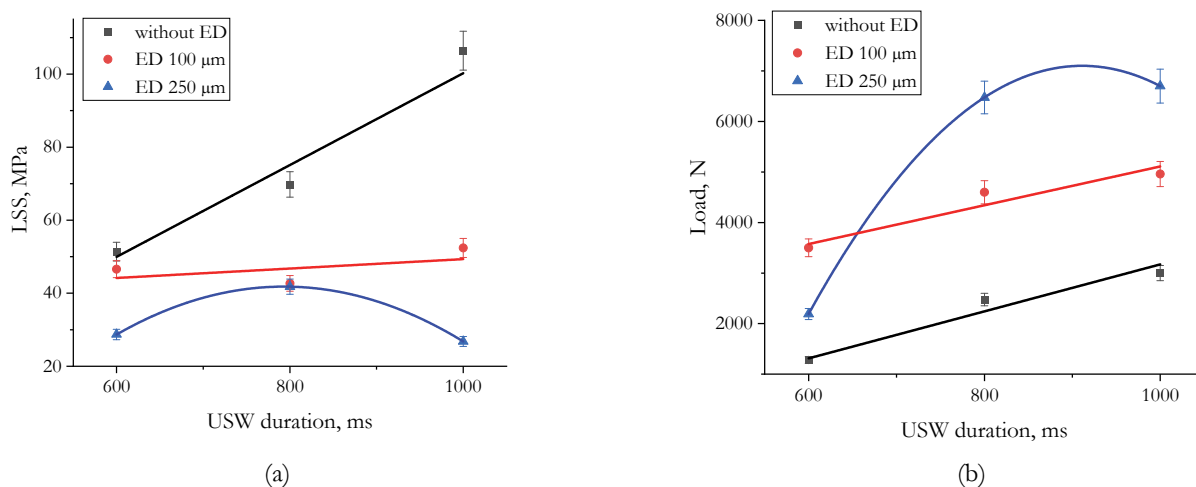 without ED
ED 100 μm
ED 250 μm
LSS, MPa
100
80
60
40
20
600
800
1000
USW duration, ms
(a)
without ED
ED 100 μm
ED 250 μm
Load, N
8000
6000
4000
2000
600
800
1000
USW duration, ms
(b)